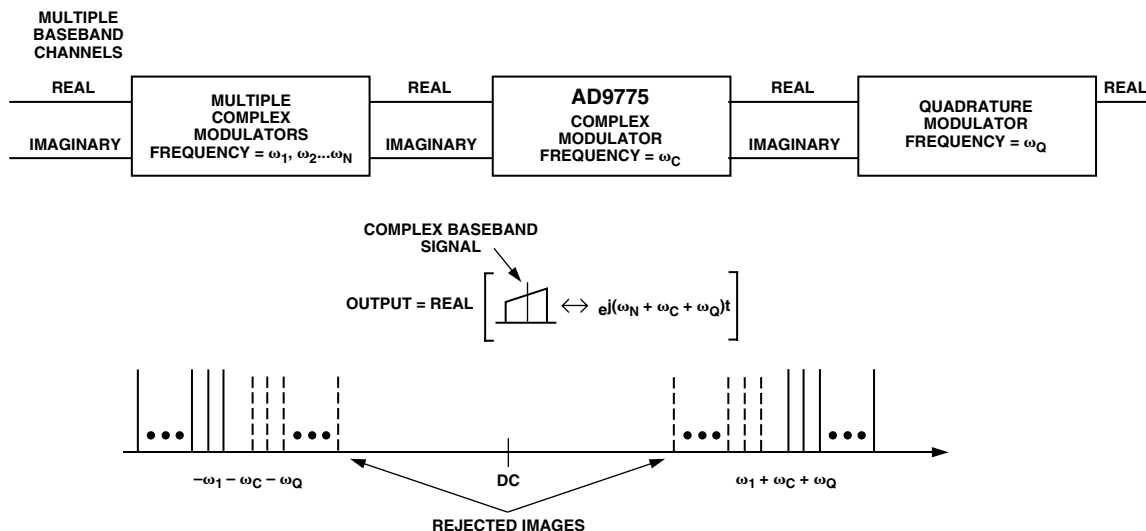 MULTIPLE
BASEBAND
CHANNELS
REAL
IMAGINARY
MULTIPLE
COMPLEX
MODULATORS
FREQUENCY = ω1, ω2...ωN
REAL
IMAGINARY
AD9775
COMPLEX
MODULATOR
FREQUENCY = ωC
REAL
IMAGINARY
QUADRATURE
MODULATOR
FREQUENCY = ωQ
REAL
COMPLEX BASEBAND
SIGNAL
OUTPUT = REAL [ ↔ ej(ωN + ωC + ωQ)t ]
–ω1 – ωC – ωQ
DC
ω1 + ωC + ωQ
REJECTED IMAGES